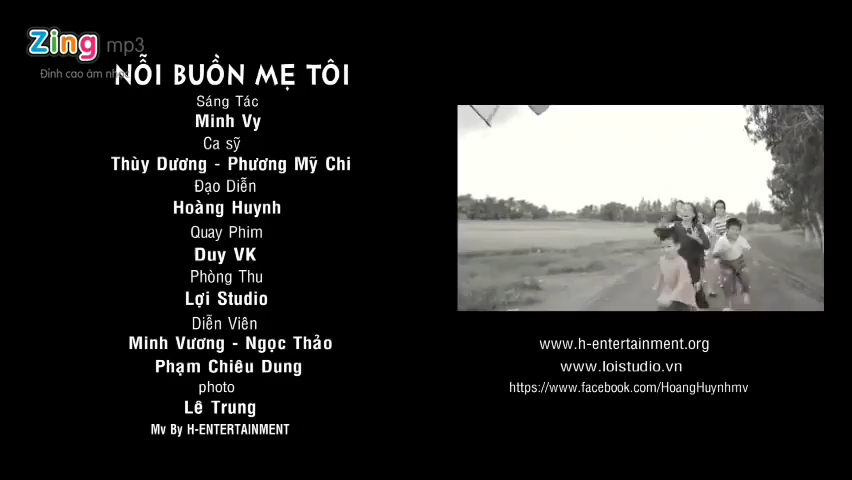 Zing mp3
Đỉnh cao âm nhạc
NỖI BUỒN MẸ TÔI
Sáng Tác
Minh Vy
Ca sỹ
Thùy Dương - Phương Mỹ Chi
Đạo Diễn
Hoàng Huynh
Quay Phim
Duy VK
Phòng Thu
Lợi Studio
Diễn Viên
Minh Vương - Ngọc Thảo
Phạm Chiêu Dung
photo
Lê Trung
Mv By H-ENTERTAINMENT
www.h-entertainment.org
www.loistudio.vn
https://www.facebook.com/HoangHuynhmv